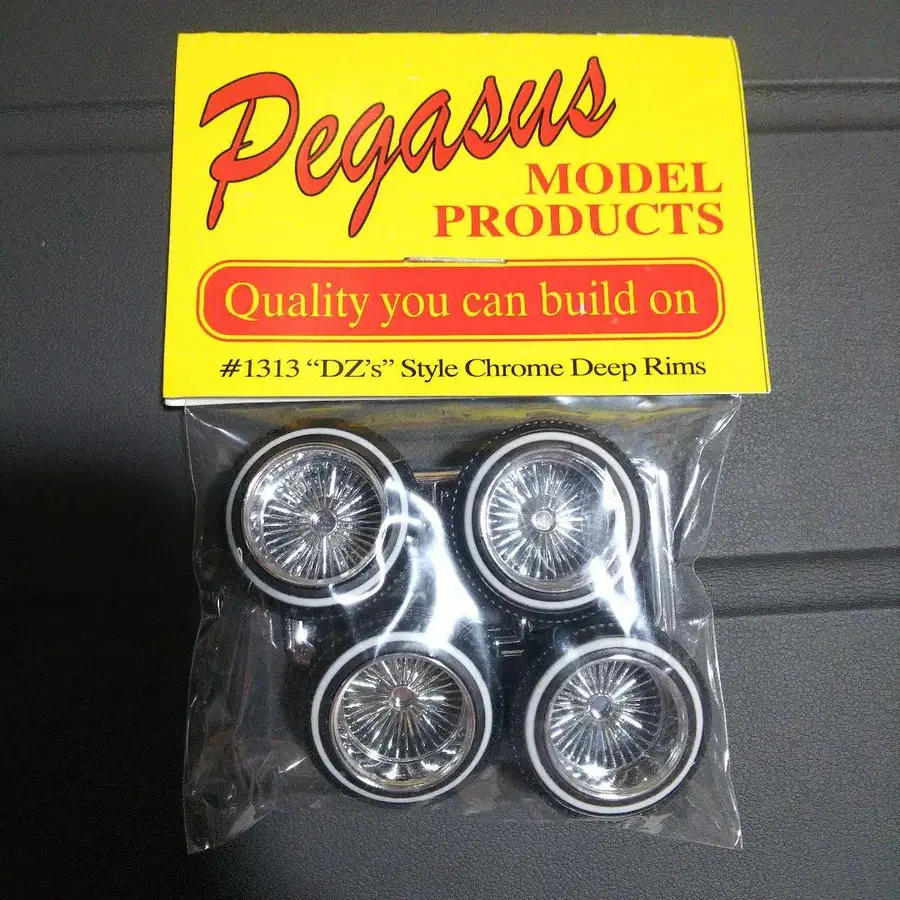 Pegasus
MODEL
PRODUCTS
Quality you can build on
#1313 “DZ's” Style Chrome Deep Rims